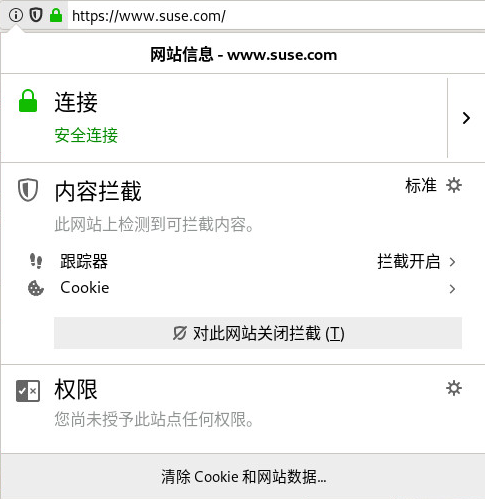 https://www.suse.com/
网站信息 - www.suse.com
连接
安全连接
内容拦截
标准
此网站上检测到可拦截内容。
跟踪器
拦截开启
Cookie
对此网站关闭拦截 (T)
权限
您尚未授予此站点任何权限。
清除 Cookie 和网站数据...